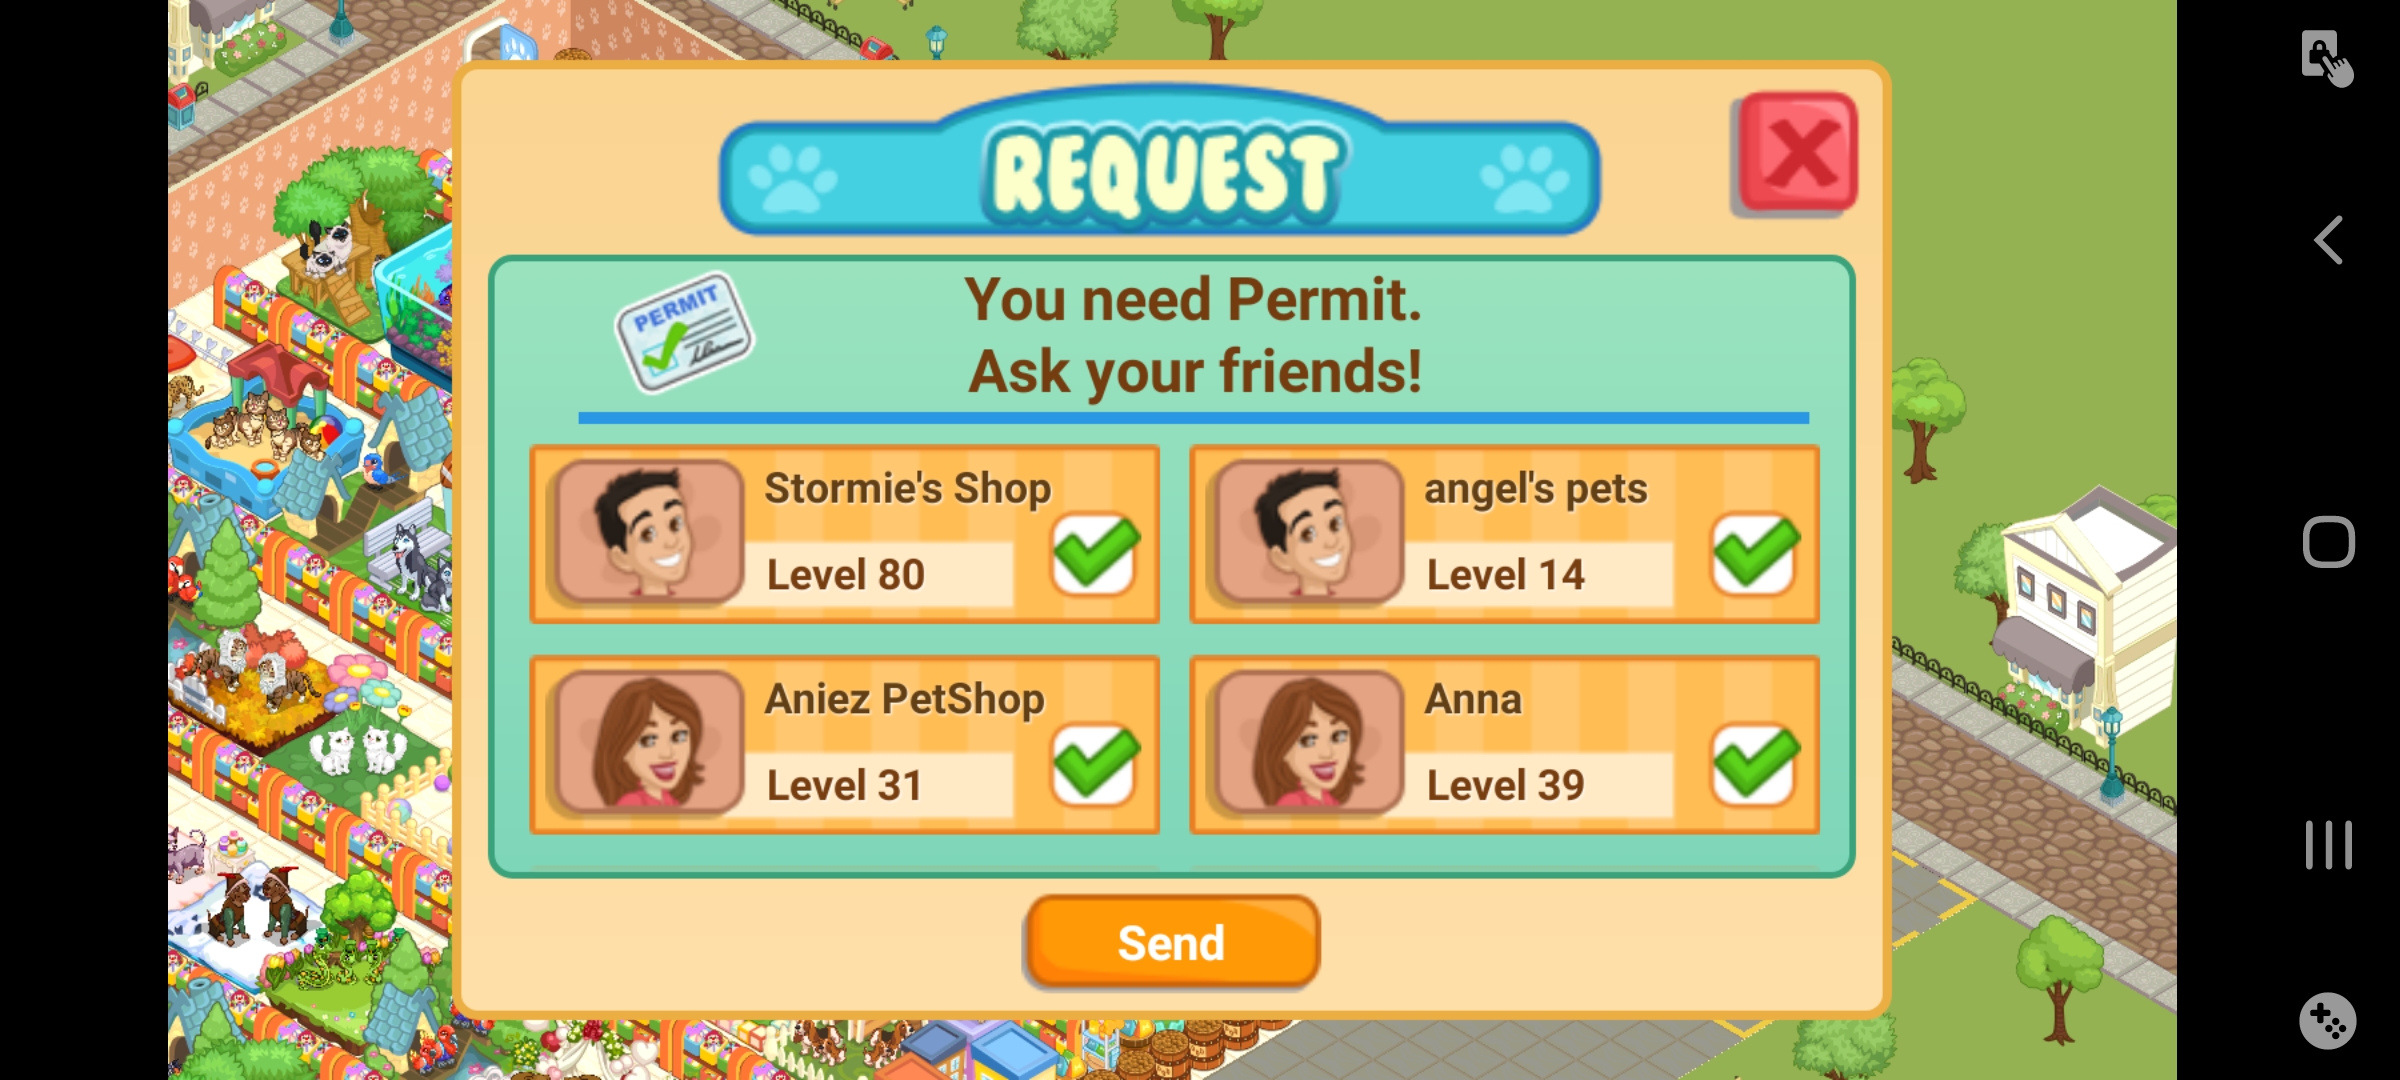 REQUEST
PERMIT
You need Permit.
Ask your friends!
Stormie's Shop
Level 80
angel's pets
Level 14
Aniez PetShop
Level 31
Anna
Level 39
Send